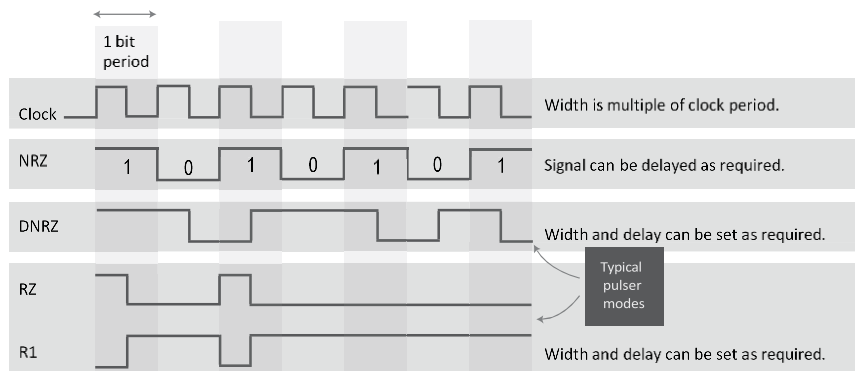 1 bit
period
Clock
Width is multiple of clock period.
NRZ
1 0 1 0 1 0 1
Signal can be delayed as required.
DNRZ
Width and delay can be set as required.
Typical
pulser
modes
RZ
R1
Width and delay can be set as required.